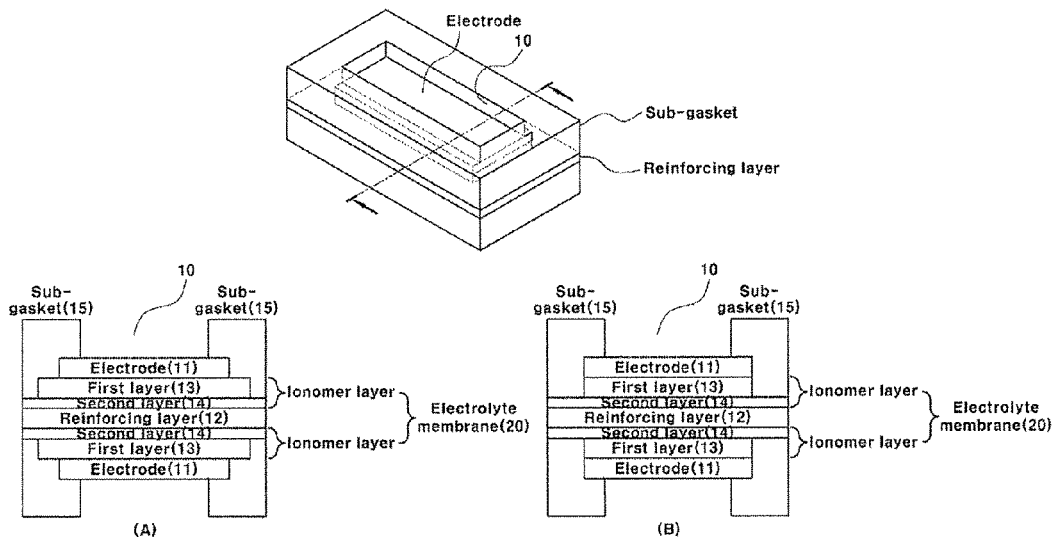 Electrode
10
Sub-gasket
Reinforcing layer
10
Sub-
gasket(15)
Sub-
gasket(15)
Electrode(11)
First layer(13)
Second layer(14)
Reinforcing layer(12)
Second layer(14)
First layer(13)
Electrode(11)
Ionomer layer
Ionomer layer
Electrolyte
membrane(20)
(A)
10
Sub-
gasket(15)
Sub-
gasket(15)
Electrode(11)
First layer(13)
Second layer(14)
Reinforcing layer(12)
Second layer(14)
First layer(13)
Electrode(11)
Ionomer layer
Ionomer layer
Electrolyte
membrane(20)
(B)